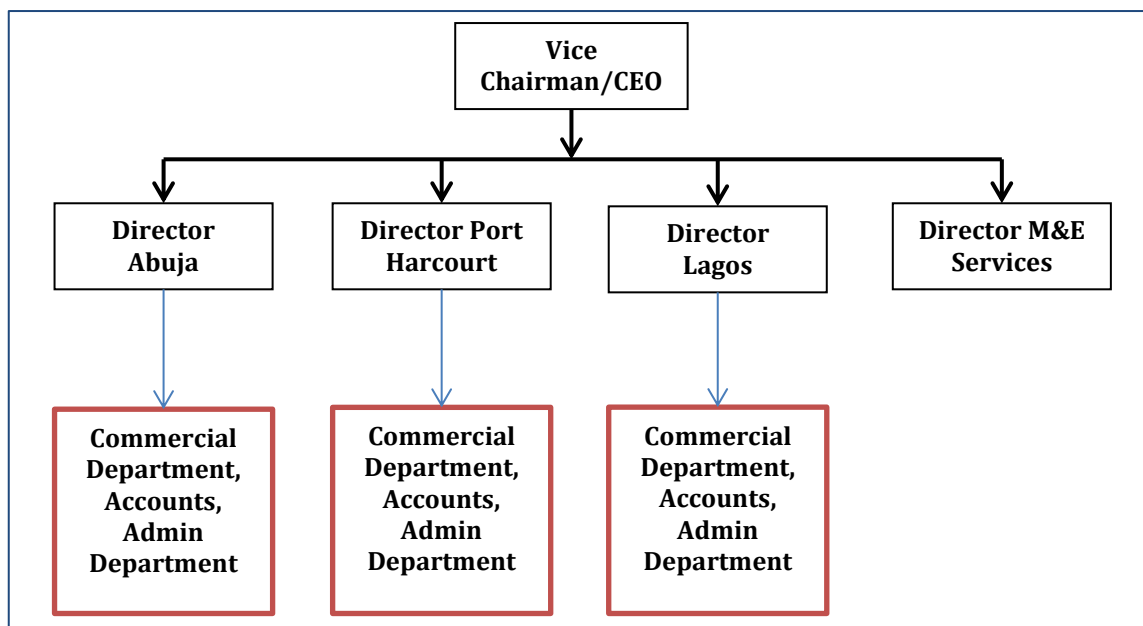 Vice
Chairman/CEO
Director
Abuja
Director Port
Harcourt
Director
Lagos
Director M&E
Services
Commercial
Department,
Accounts,
Admin
Department
Commercial
Department,
Accounts,
Admin
Department
Commercial
Department,
Accounts,
Admin
Department